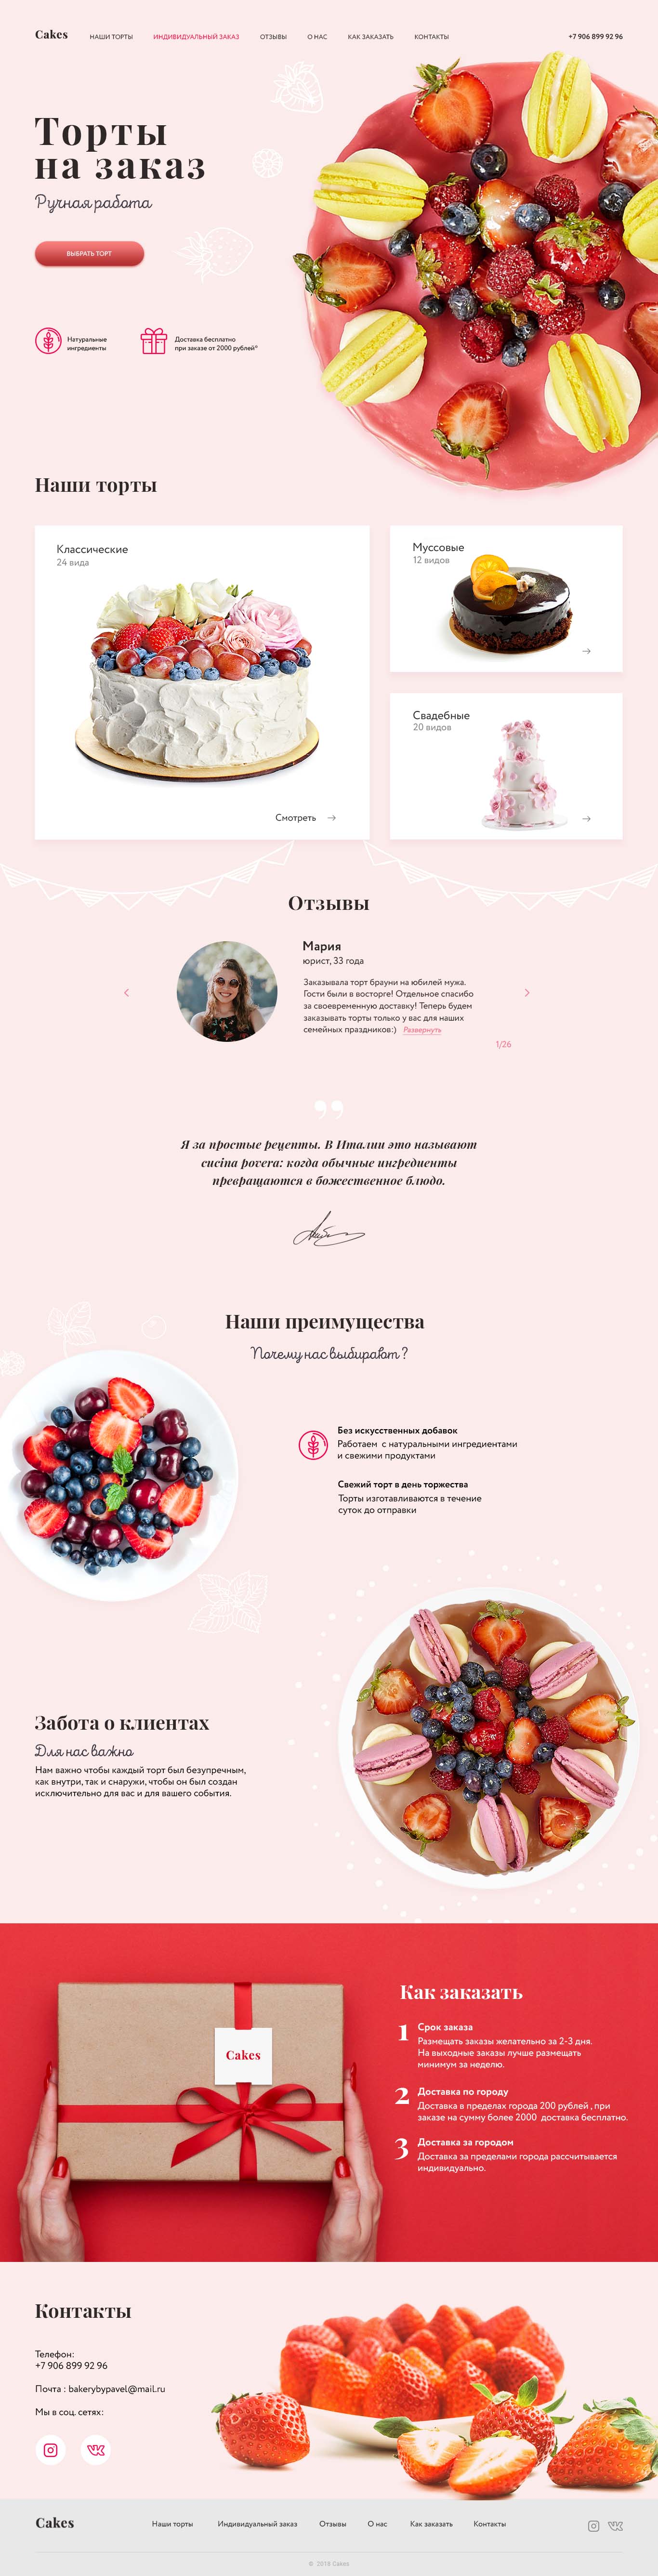 Cakes
НАШИ ТОРТЫ
ИНДИВИДУАЛЬНЫЙ ЗАКАЗ
ОТЗЫВЫ
О НАС
КАК ЗАКАЗАТЬ
КОНТАКТЫ
+7 906 899 92 96
Торты
на заказ
Ручная работа
ВЫБРАТЬ ТОРТ
Натуральные
ингредиенты
Доставка бесплатно
при заказе от 2000 рублей*
Наши торты
Классические
24 вида
Смотреть
Муссовые
12 видов
Свадебные
20 видов
Отзывы
Мария
юрист, 33 года
Заказывала торт брауни на юбилей мужа.
Гости были в восторге! Отдельное спасибо
за своевременную доставку! Теперь будем
заказывать торты только у вас для наших
семейных праздников:) Развернуть
1/26
Я за простые рецепты. В Италии это называют
cucina povera: когда обычные ингредиенты
превращаются в божественное блюдо.
Наши преимущества
Почему нас выбирают?
Без искусственных добавок
Работаем с натуральными ингредиентами
и свежими продуктами
Свежий торт в день торжества
Торты изготавливаются в течение
суток до отправки
Забота о клиентах
Для нас важно
Нам важно чтобы каждый торт был безупречным,
как внутри, так и снаружи, чтобы он был создан
исключительно для вас и для вашего события.
Cakes
Как заказать
1 Срок заказа
Размещать заказы желательно за 2-3 дня.
На выходные заказы лучше размещать
минимум за неделю.
2 Доставка по городу
Доставка в пределах города 200 рублей , при
заказе на сумму более 2000 доставка бесплатно.
3 Доставка за городом
Доставка за пределами города рассчитывается
индивидуально.
Контакты
Телефон:
+7 906 899 92 96
Почта : bakerybypavel@mail.ru
Мы в соц. сетях:
Cakes
Наши торты
Индивидуальный заказ
Отзывы
О нас
Как заказать
Контакты
© 2018 Cakes